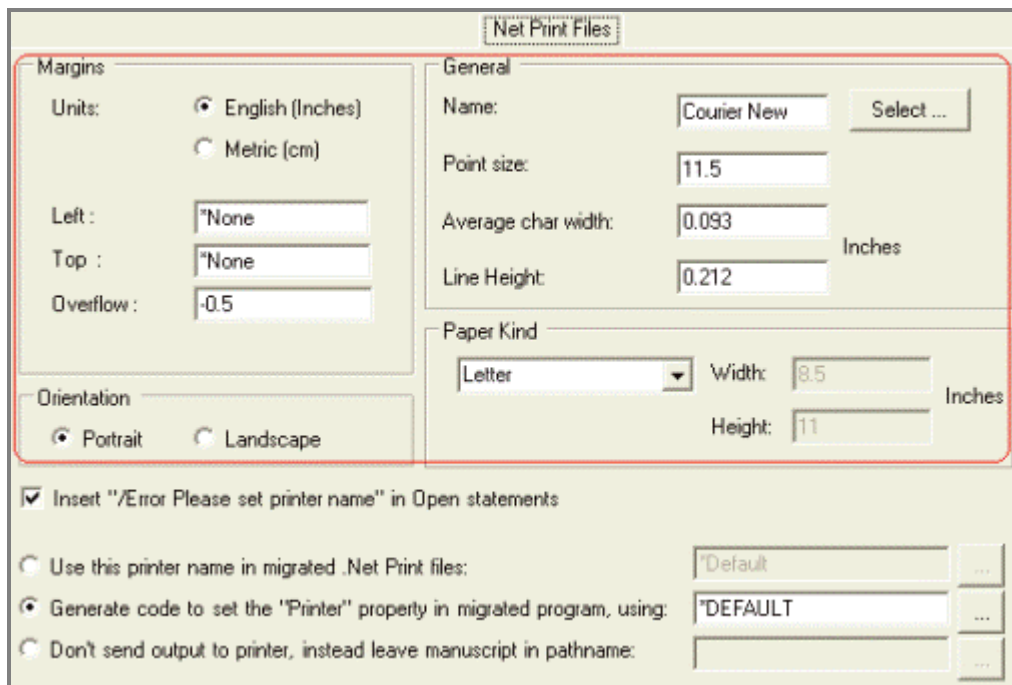 Net Print Files
Margins
Units:
English (Inches)
Metric (cm)
Left :
*None
Top :
*None
Overflow :
-0.5
Orientation
Portrait
Landscape
General
Name:
Courier New
Select ...
Point size:
11.5
Average char width:
0.093
Inches
Line Height:
0.212
Paper Kind
Letter
Width:
8.5
Inches
Height:
11
Insert "/Error Please set printer name" in Open statements
Use this printer name in migrated .Net Print files:
*Default
...
Generate code to set the "Printer" property in migrated program, using:
*DEFAULT
...
Don't send output to printer, instead leave manuscript in pathname:
...